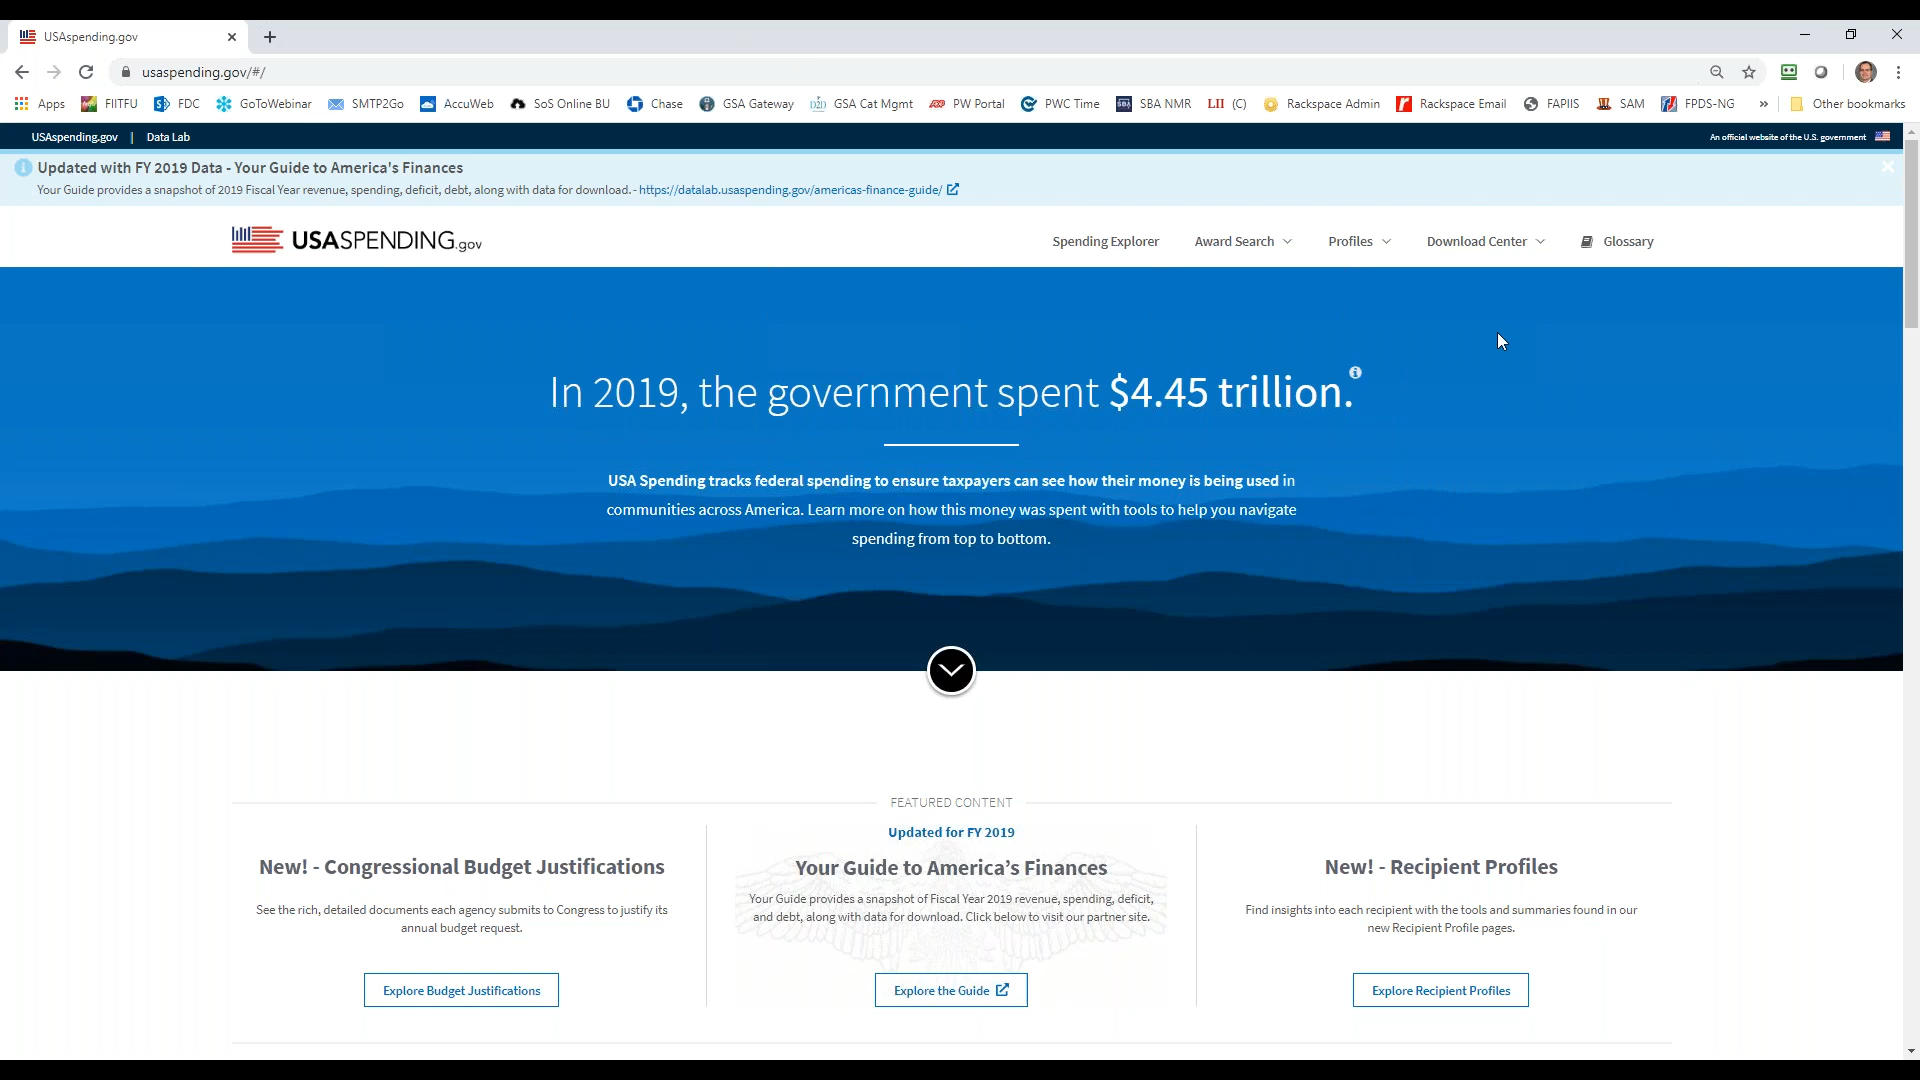 USAspending.gov
usaspending.gov/#/
Apps FIITFU FDC GoToWebinar SMTP2Go AccuWeb SoS Online BU Chase GSA Gateway GSA Cat Mgmt PW Portal PWC Time SBA NMR LII (C) Rackspace Admin Rackspace Email FAPIIS SAM FPDS-NG » Other bookmarks
USAspending.gov | Data Lab An official website of the U.S. government
Updated with FY 2019 Data - Your Guide to America's Finances
Your Guide provides a snapshot of 2019 Fiscal Year revenue, spending, deficit, debt, along with data for download. - https://datalab.usaspending.gov/americas-finance-guide/
USASPENDING.gov Spending Explorer Award Search Profiles Download Center Glossary
In 2019, the government spent $4.45 trillion.
USA Spending tracks federal spending to ensure taxpayers can see how their money is being used in
communities across America. Learn more on how this money was spent with tools to help you navigate
spending from top to bottom.
FEATURED CONTENT
New! - Congressional Budget Justifications
See the rich, detailed documents each agency submits to Congress to justify its
annual budget request.
Explore Budget Justifications
Updated for FY 2019
Your Guide to America’s Finances
Your Guide provides a snapshot of Fiscal Year 2019 revenue, spending, deficit,
and debt, along with data for download. Click below to visit our partner site.
Explore the Guide
New! - Recipient Profiles
Find insights into each recipient with the tools and summaries found in our
new Recipient Profile pages.
Explore Recipient Profiles